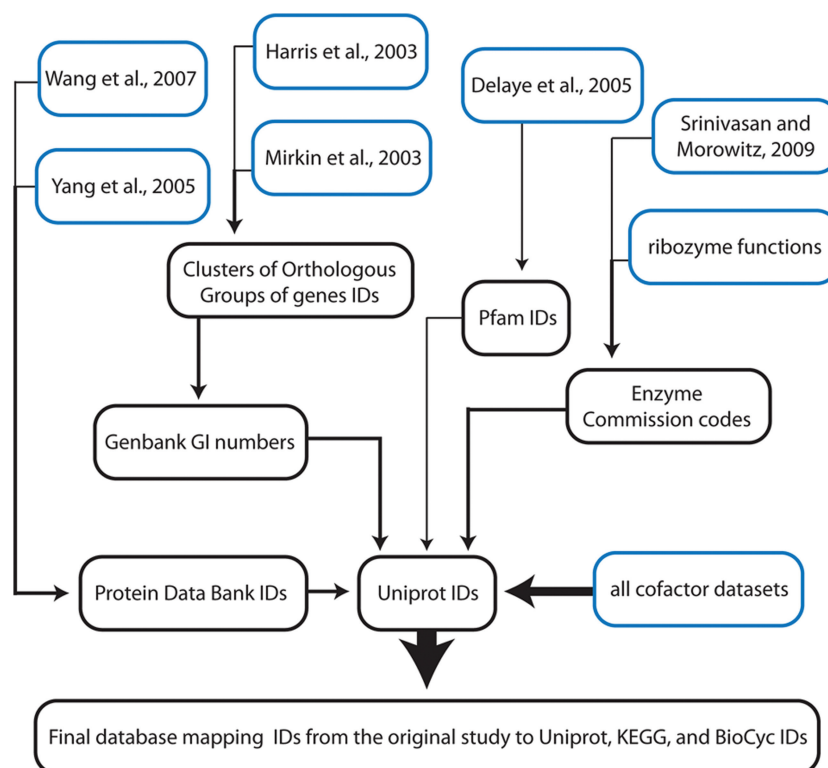 Harris et al., 2003
Wang et al., 2007
Delaye et al., 2005
Srinivasan and
Morowitz, 2009
Mirkin et al., 2003
Yang et al., 2005
ribozyme functions
Clusters of Orthologous
Groups of genes IDs
Pfam IDs
Enzyme
Commission codes
Genbank GI numbers
Protein Data Bank IDs
Uniprot IDs
all cofactor datasets
Final database mapping IDs from the original study to Uniprot, KEGG, and BioCyc IDs